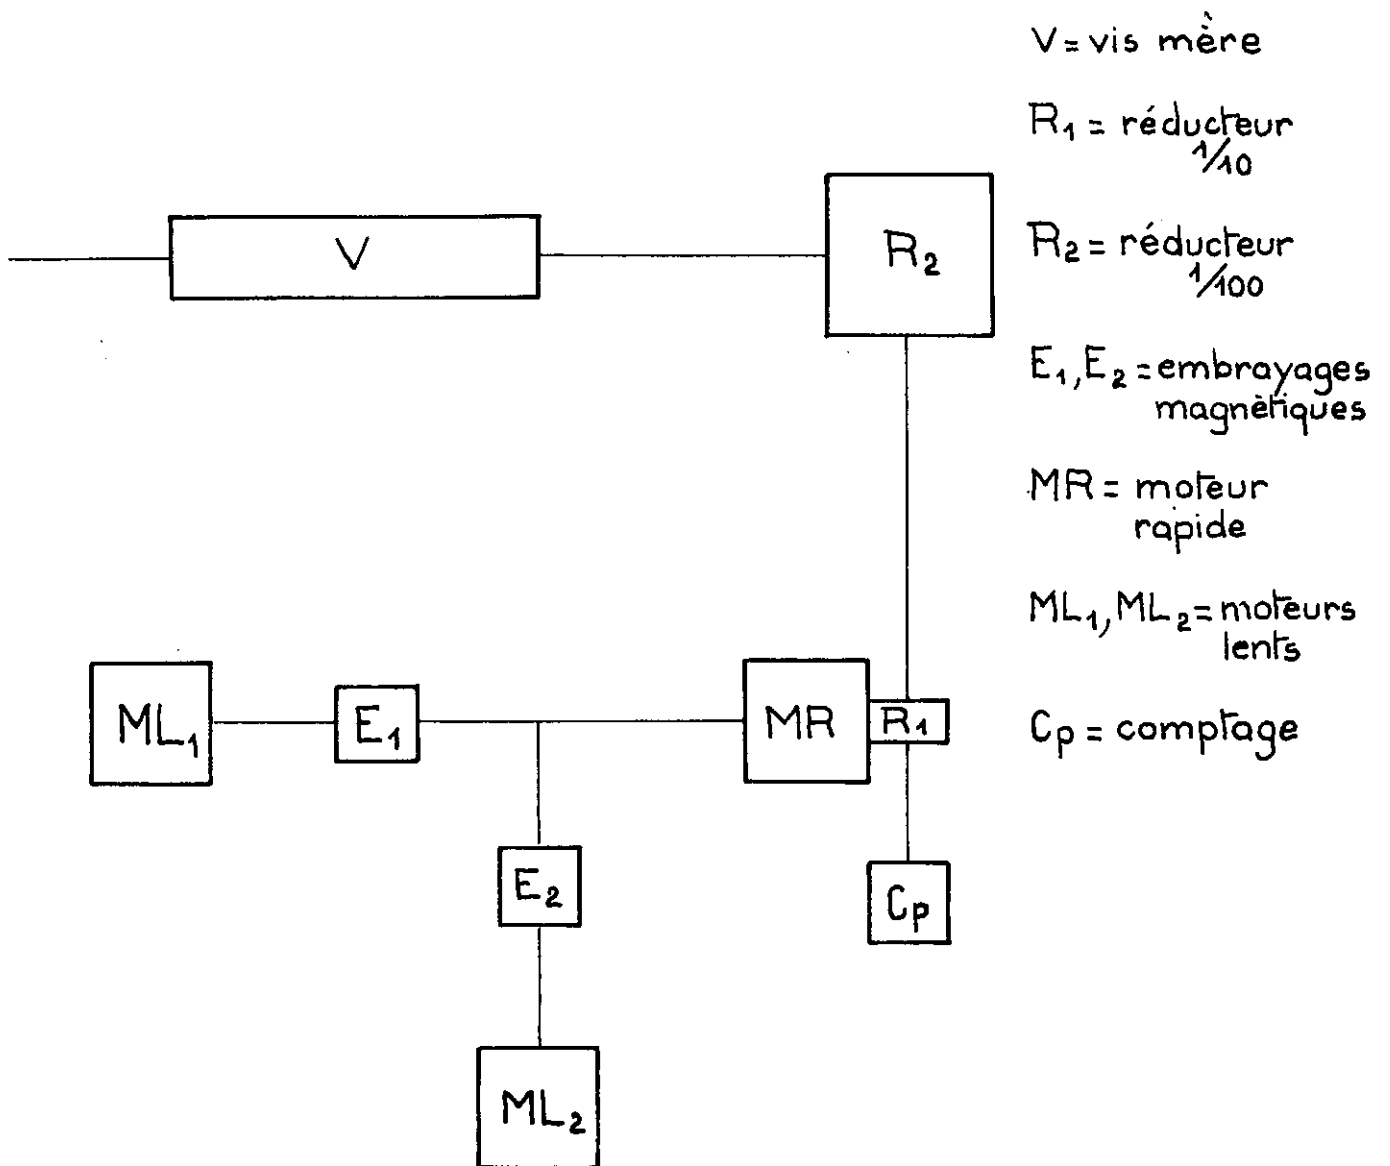 V = vis mère
R₁ = réducteur
1/10
R₂ = réducteur
1/100
E₁, E₂ = embrayages
magnètiques
MR = moteur
rapide
ML₁, ML₂ = moteurs
lents
Cp = comptage
V
R₂
ML₁
E₁
MR
R₁
E₂
Cp
ML₂